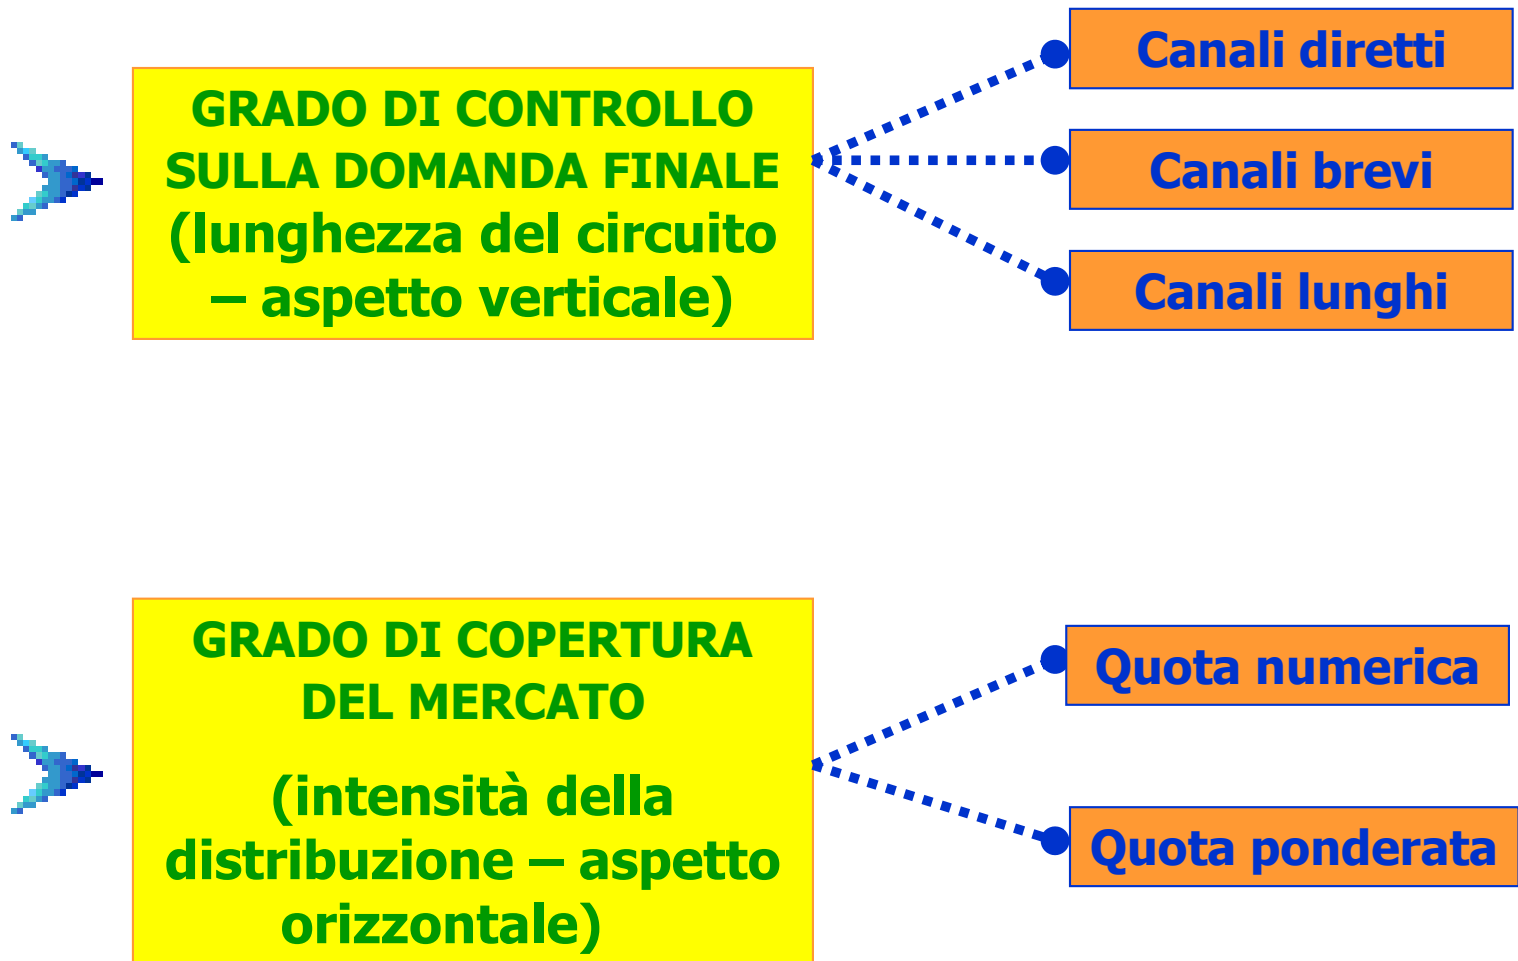 GRADO DI CONTROLLO
SULLA DOMANDA FINALE
(lunghezza del circuito
– aspetto verticale)
Canali diretti
Canali brevi
Canali lunghi
GRADO DI COPERTURA
DEL MERCATO
(intensità della
distribuzione – aspetto
orizzontale)
Quota numerica
Quota ponderata